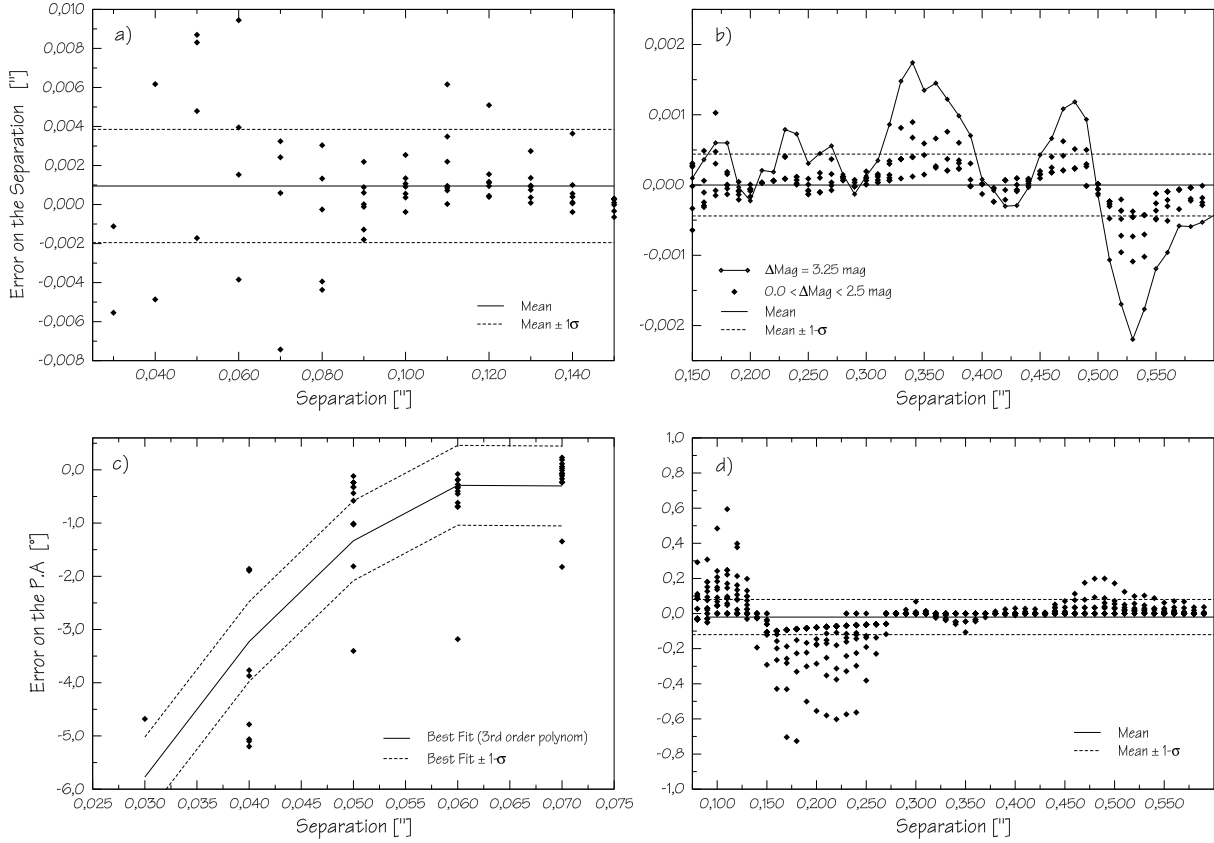 a)
Error on the Separation ["]
0,010
0,008
0,006
0,004
0,002
0,000
-0,002
-0,004
-0,006
-0,008
Mean
Mean ± 1σ
0,040 0,060 0,080 0,100 0,120 0,140
Separation ["]
b)
0,002
0,001
0,000
-0,001
-0,002
ΔMag = 3.25 mag
0.0 < ΔMag < 2.5 mag
Mean
Mean ± 1-σ
0,150 0,200 0,250 0,300 0,350 0,400 0,450 0,500 0,550
Separation ["]
c)
Error on the P.A [°]
0,0
-1,0
-2,0
-3,0
-4,0
-5,0
-6,0
Best Fit (3rd order polynom)
Best Fit ± 1-σ
0,025 0,030 0,035 0,040 0,045 0,050 0,055 0,060 0,065 0,070 0,075
Separation ["]
d)
1,0
0,8
0,6
0,4
0,2
0,0
-0,2
-0,4
-0,6
-0,8
-1,0
Mean
Mean ± 1-σ
0,100 0,150 0,200 0,250 0,300 0,350 0,400 0,450 0,500 0,550
Separation ["]